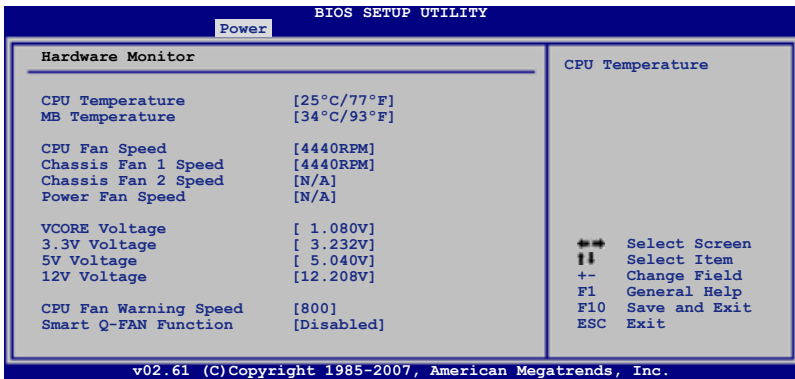 BIOS SETUP UTILITY
Power
Hardware Monitor
CPU Temperature [25°C/77°F]
MB Temperature [34°C/93°F]
CPU Fan Speed [4440RPM]
Chassis Fan 1 Speed [4440RPM]
Chassis Fan 2 Speed [N/A]
Power Fan Speed [N/A]
VCORE Voltage [ 1.080V]
3.3V Voltage [ 3.232V]
5V Voltage [ 5.040V]
12V Voltage [12.208V]
CPU Fan Warning Speed [800]
Smart Q-FAN Function [Disabled]
CPU Temperature
←→ Select Screen
↑↓ Select Item
+- Change Field
F1 General Help
F10 Save and Exit
ESC Exit
v02.61 (C)Copyright 1985-2007, American Megatrends, Inc.